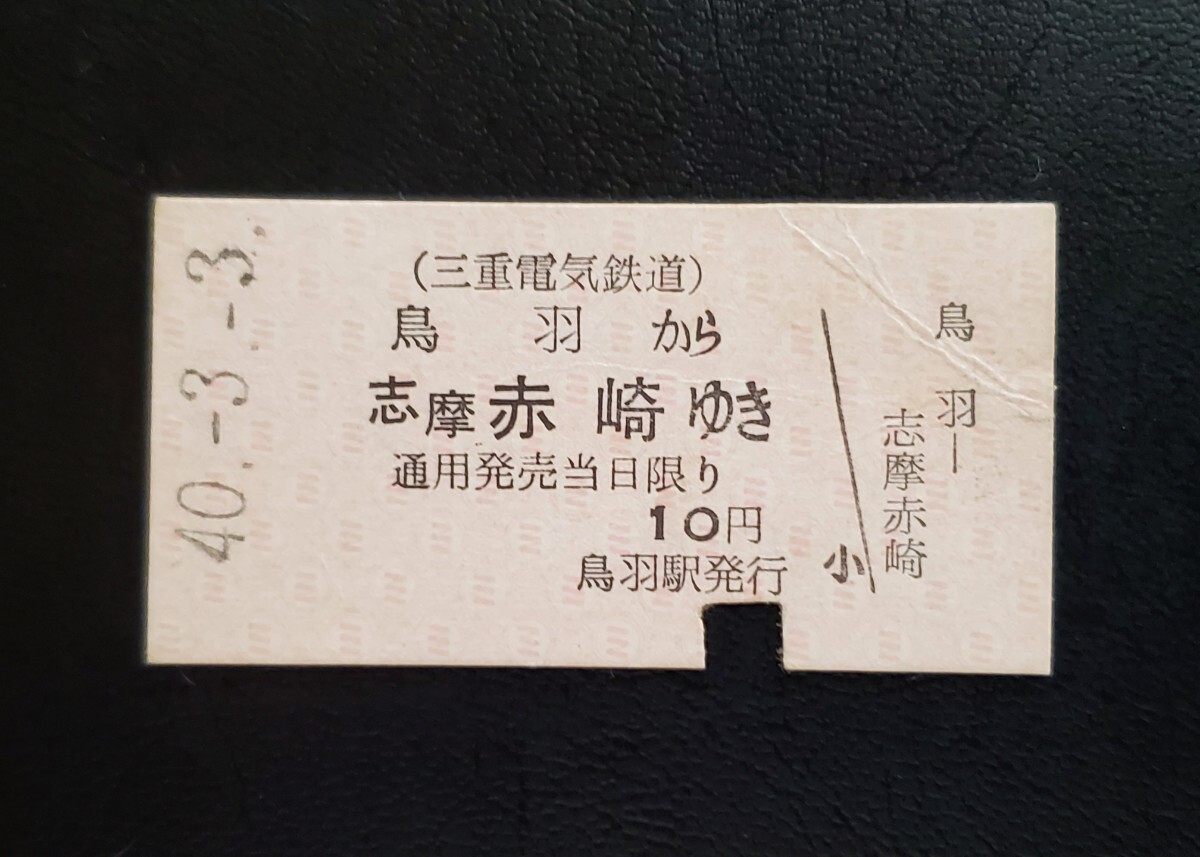 40.-3.-3.
(三重電気鉄道)
鳥羽から
志摩赤崎ゆき
通用発売当日限り
10円
鳥羽駅発行
小
鳥羽―
志摩赤崎